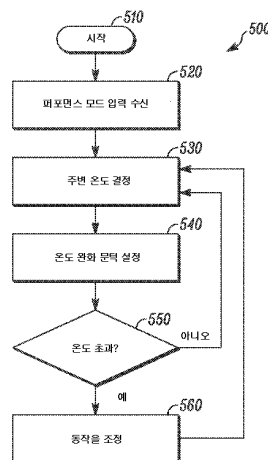 시작
510
500
520
퍼포먼스 모드 입력 수신
530
주변 온도 결정
540
온도 완화 문턱 설정
550
온도 초과?
아니오
예
560
동작을 조정